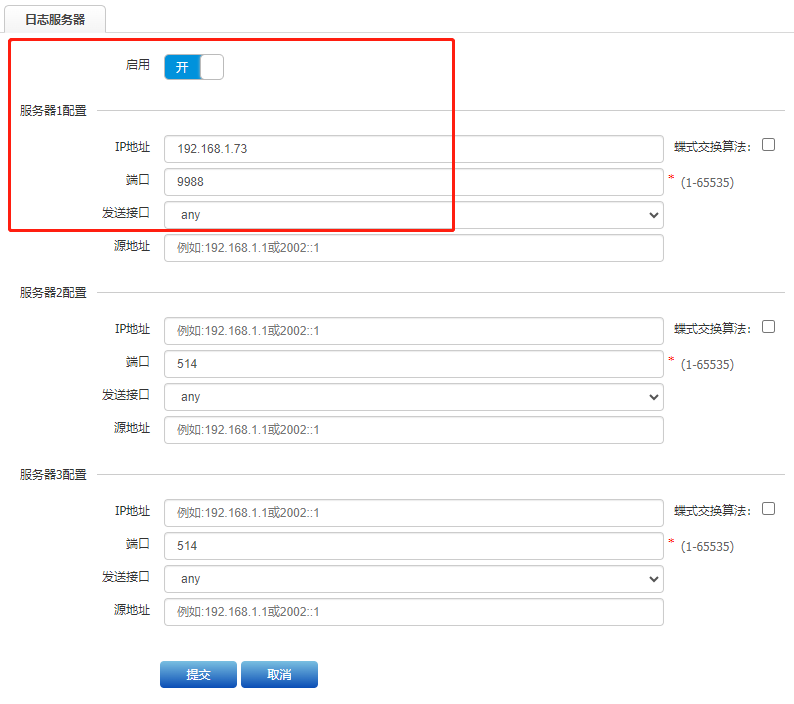 日志服务器
启用 开
服务器1配置
IP地址 192.168.1.73 蝶式交换算法:
端口 9988 * (1-65535)
发送接口 any
源地址 例如:192.168.1.1或2002::1
服务器2配置
IP地址 例如:192.168.1.1或2002::1 蝶式交换算法:
端口 514 * (1-65535)
发送接口 any
源地址 例如:192.168.1.1或2002::1
服务器3配置
IP地址 例如:192.168.1.1或2002::1 蝶式交换算法:
端口 514 * (1-65535)
发送接口 any
源地址 例如:192.168.1.1或2002::1
提交 取消